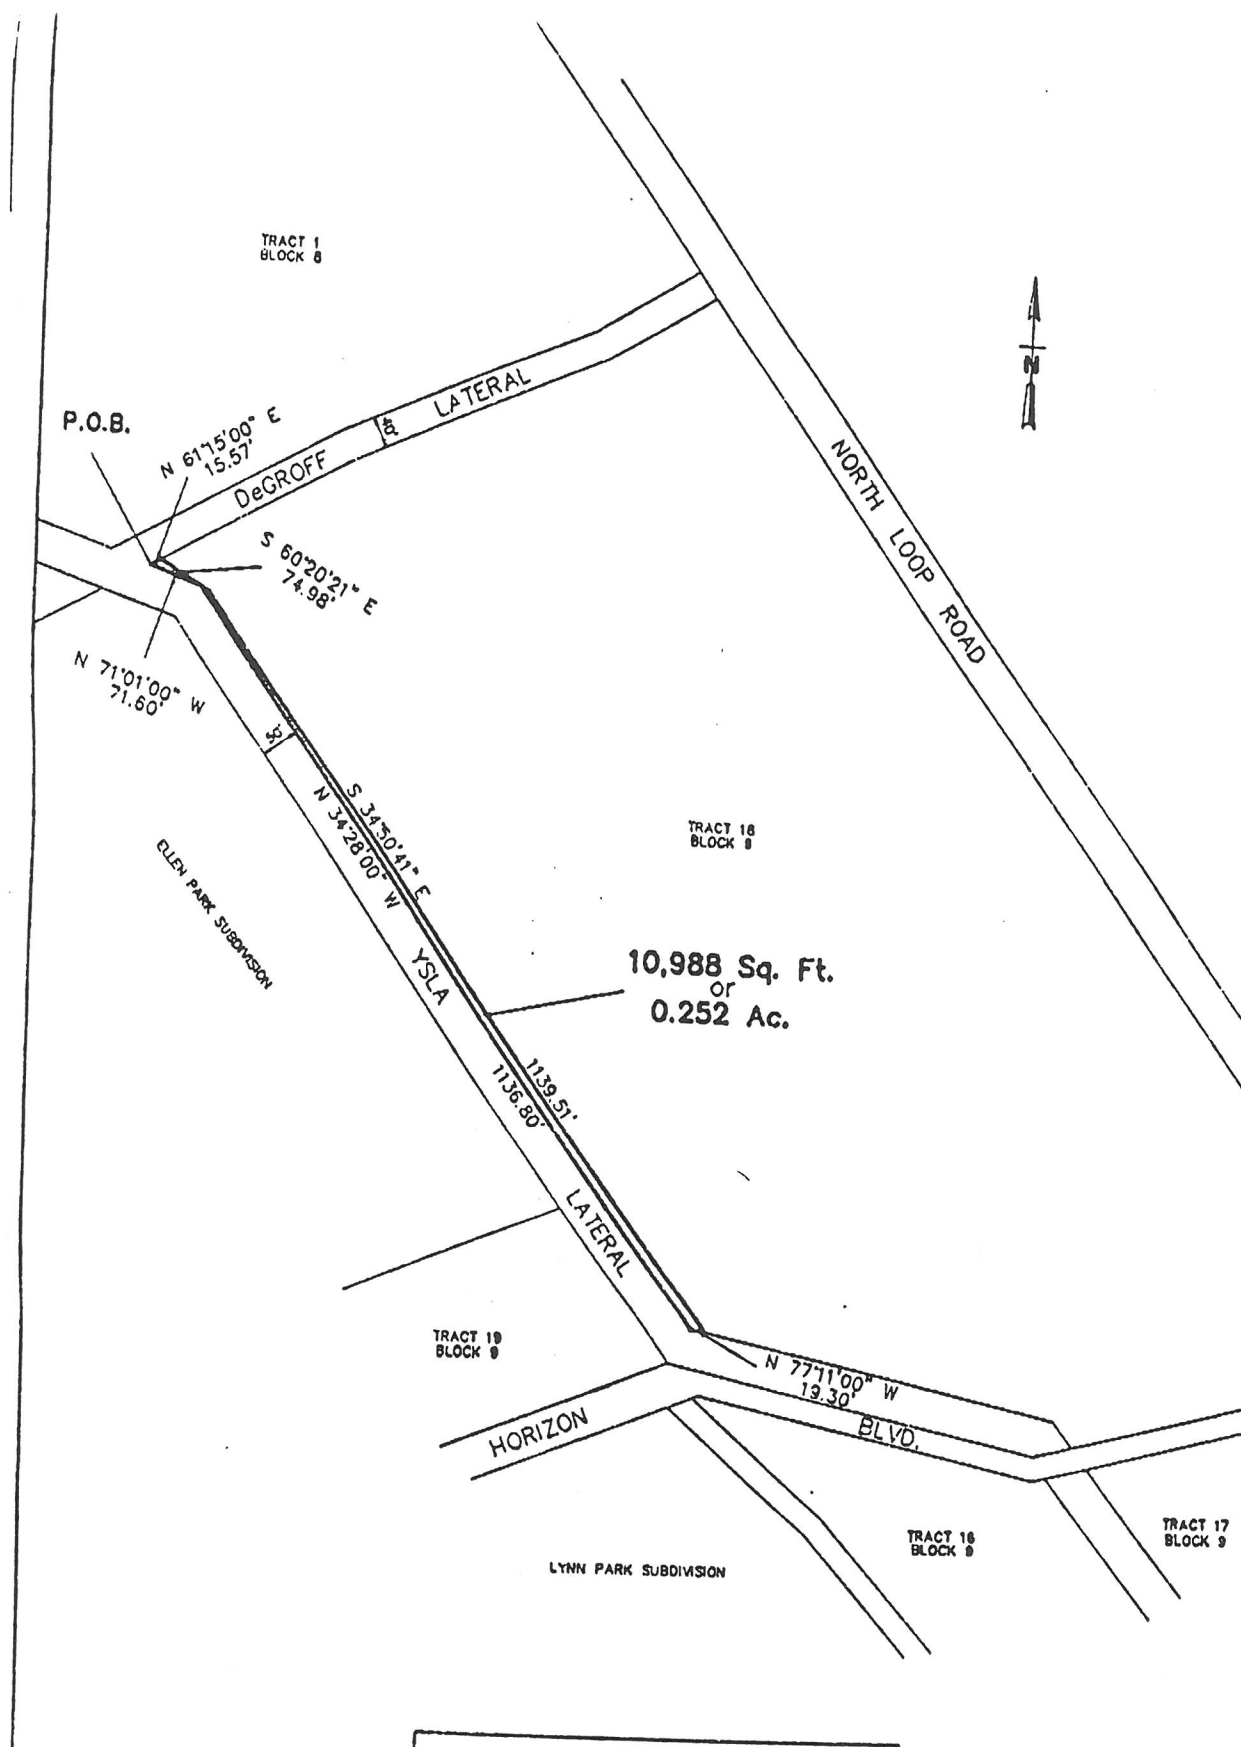 TRACT 1
BLOCK 8
P.O.B.
N 61°15'00" E
15.57'
DeGROFF
40'
LATERAL
S 60°20'21" E
74.98'
N 71°01'00" W
71.60'
N
NORTH LOOP ROAD
S 34°50'41" E
N 34°28'00" W
ELLEN PARK SUBDIVISION
TRACT 18
BLOCK 9
YSLA
10,988 Sq. Ft.
or
0.252 Ac.
1139.51'
1136.80'
LATERAL
TRACT 19
BLOCK 9
N 77°11'00" W
19.30'
HORIZON
BLVD.
TRACT 16
BLOCK 9
TRACT 17
BLOCK 9
LYNN PARK SUBDIVISION